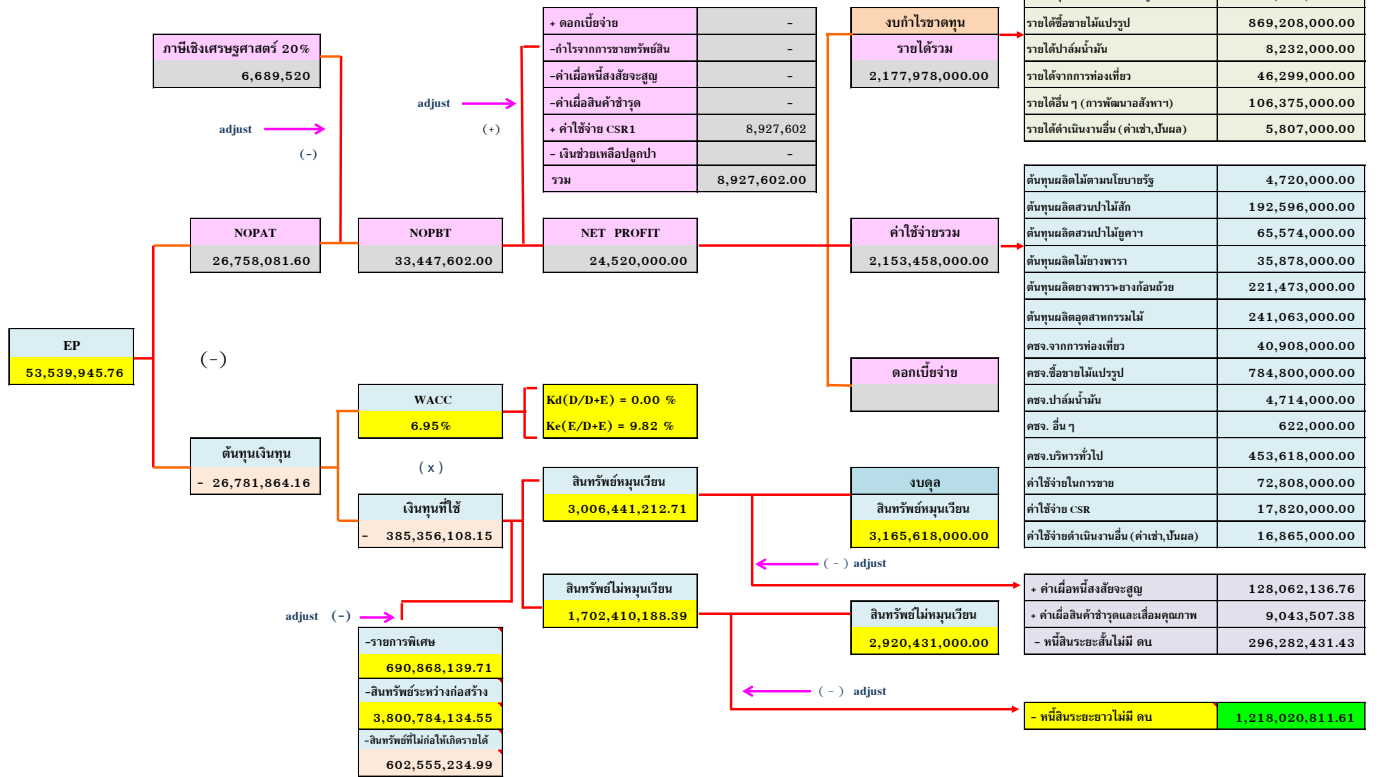 + ดอกเบี้ยจ่าย -
-กำไรจากการขายทรัพย์สิน -
-ค่าเผื่อหนี้สงสัยจะสูญ -
-ค่าเผื่อสินค้าชำรุด -
+ ค่าใช้จ่าย CSR1 8,927,602
- เงินช่วยเหลือปลูกป่า -
รวม 8,927,602.00
ภาษีเชิงเศรษฐศาสตร์ 20%
6,689,520
adjust
(-)
adjust
(+)
งบกำไรขาดทุน
รายได้รวม
2,177,978,000.00
รายได้ซื้อขายไม้แปรรูป 869,208,000.00
รายได้ปาล์มน้ำมัน 8,232,000.00
รายได้จากการท่องเที่ยว 46,299,000.00
รายได้อื่น ๆ (การพัฒนาอสังหาฯ) 106,375,000.00
รายได้ดำเนินงานอื่น (ค่าเช่า,ปันผล) 5,807,000.00
NOPAT
26,758,081.60
NOPBT
33,447,602.00
NET PROFIT
24,520,000.00
ค่าใช้จ่ายรวม
2,153,458,000.00
ดอกเบี้ยจ่าย
ต้นทุนผลิตไม้ตามนโยบายรัฐ 4,720,000.00
ต้นทุนผลิตสวนป่าไม้สัก 192,596,000.00
ต้นทุนผลิตสวนป่าไม้ยูคาฯ 65,574,000.00
ต้นทุนผลิตไม้ยางพารา 35,878,000.00
ต้นทุนผลิตยางพารา+ยางก้อนถ้วย 221,473,000.00
ต้นทุนผลิตอุตสาหกรรมไม้ 241,063,000.00
คชจ.จากการท่องเที่ยว 40,908,000.00
คชจ.ซื้อขายไม้แปรรูป 784,800,000.00
คชจ.ปาล์มน้ำมัน 4,714,000.00
คชจ. อื่น ๆ 622,000.00
คชจ.บริหารทั่วไป 453,618,000.00
ค่าใช้จ่ายในการขาย 72,808,000.00
ค่าใช้จ่าย CSR 17,820,000.00
ค่าใช้จ่ายดำเนินงานอื่น (ค่าเช่า,ปันผล) 16,865,000.00
EP
53,539,945.76
(-)
WACC
6.95%
Kd(D/D+E) = 0.00 %
Ke(E/D+E) = 9.82 %
ต้นทุนเงินทุน
- 26,781,864.16
(x)
เงินทุนที่ใช้
- 385,356,108.15
สินทรัพย์หมุนเวียน
3,006,441,212.71
งบดุล
สินทรัพย์หมุนเวียน
3,165,618,000.00
(-) adjust
สินทรัพย์ไม่หมุนเวียน
1,702,410,188.39
สินทรัพย์ไม่หมุนเวียน
2,920,431,000.00
+ ค่าเผื่อหนี้สงสัยจะสูญ 128,062,136.76
+ ค่าเผื่อสินค้าชำรุดและเสื่อมคุณภาพ 9,043,507.38
- หนี้สินระยะสั้นไม่มี ดบ 296,282,431.43
adjust (-)
-รายการพิเศษ
690,868,139.71
-สินทรัพย์ระหว่างก่อสร้าง
3,800,784,134.55
-สินทรัพย์ที่ไม่ก่อให้เกิดรายได้
602,555,234.99
(-) adjust
- หนี้สินระยะยาวไม่มี ดบ 1,218,020,811.61